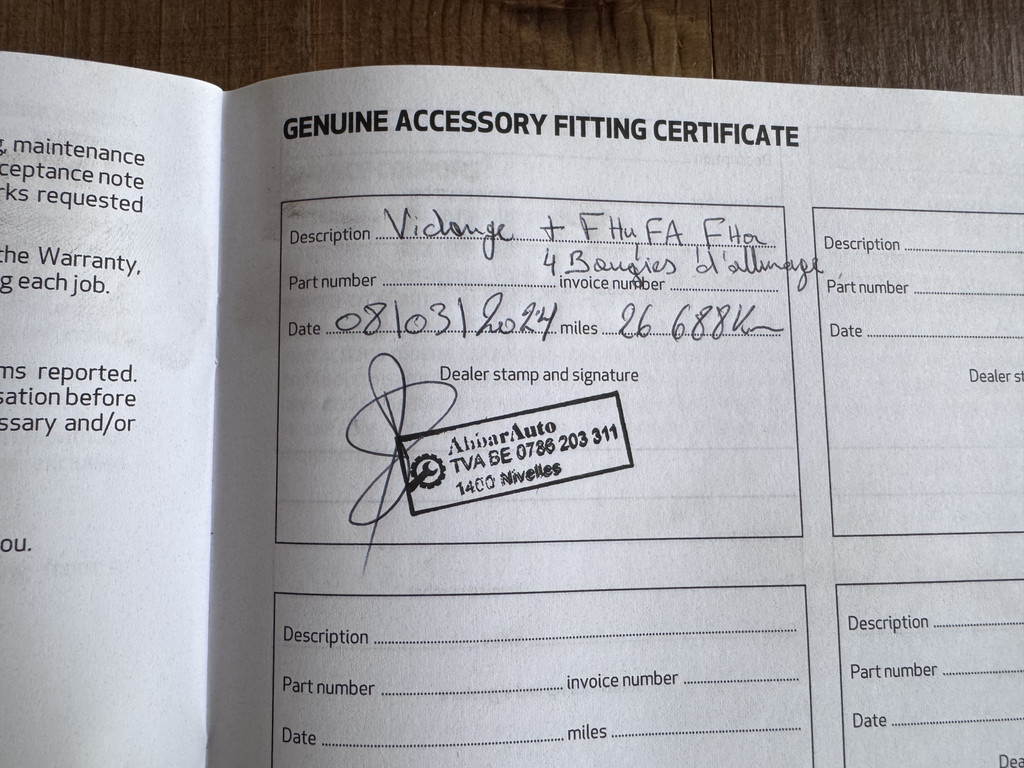 g, maintenance
ceptance note
rks requested
the Warranty,
g each job.
ms reported.
sation before
ssary and/or
ou.
GENUINE ACCESSORY FITTING CERTIFICATE
Description Vidange + FHu FA FHa
4 Bougies d'allumage
Part number invoice number
Date 08/03/2024 miles 26 688 Km
Dealer stamp and signature
AbbarAuto
TVA BE 0786 203 311
1400 Nivelles
Description
Part number
Date
Dealer st
Description
Part number invoice number
Date miles
Description
Part number
Date
Dea